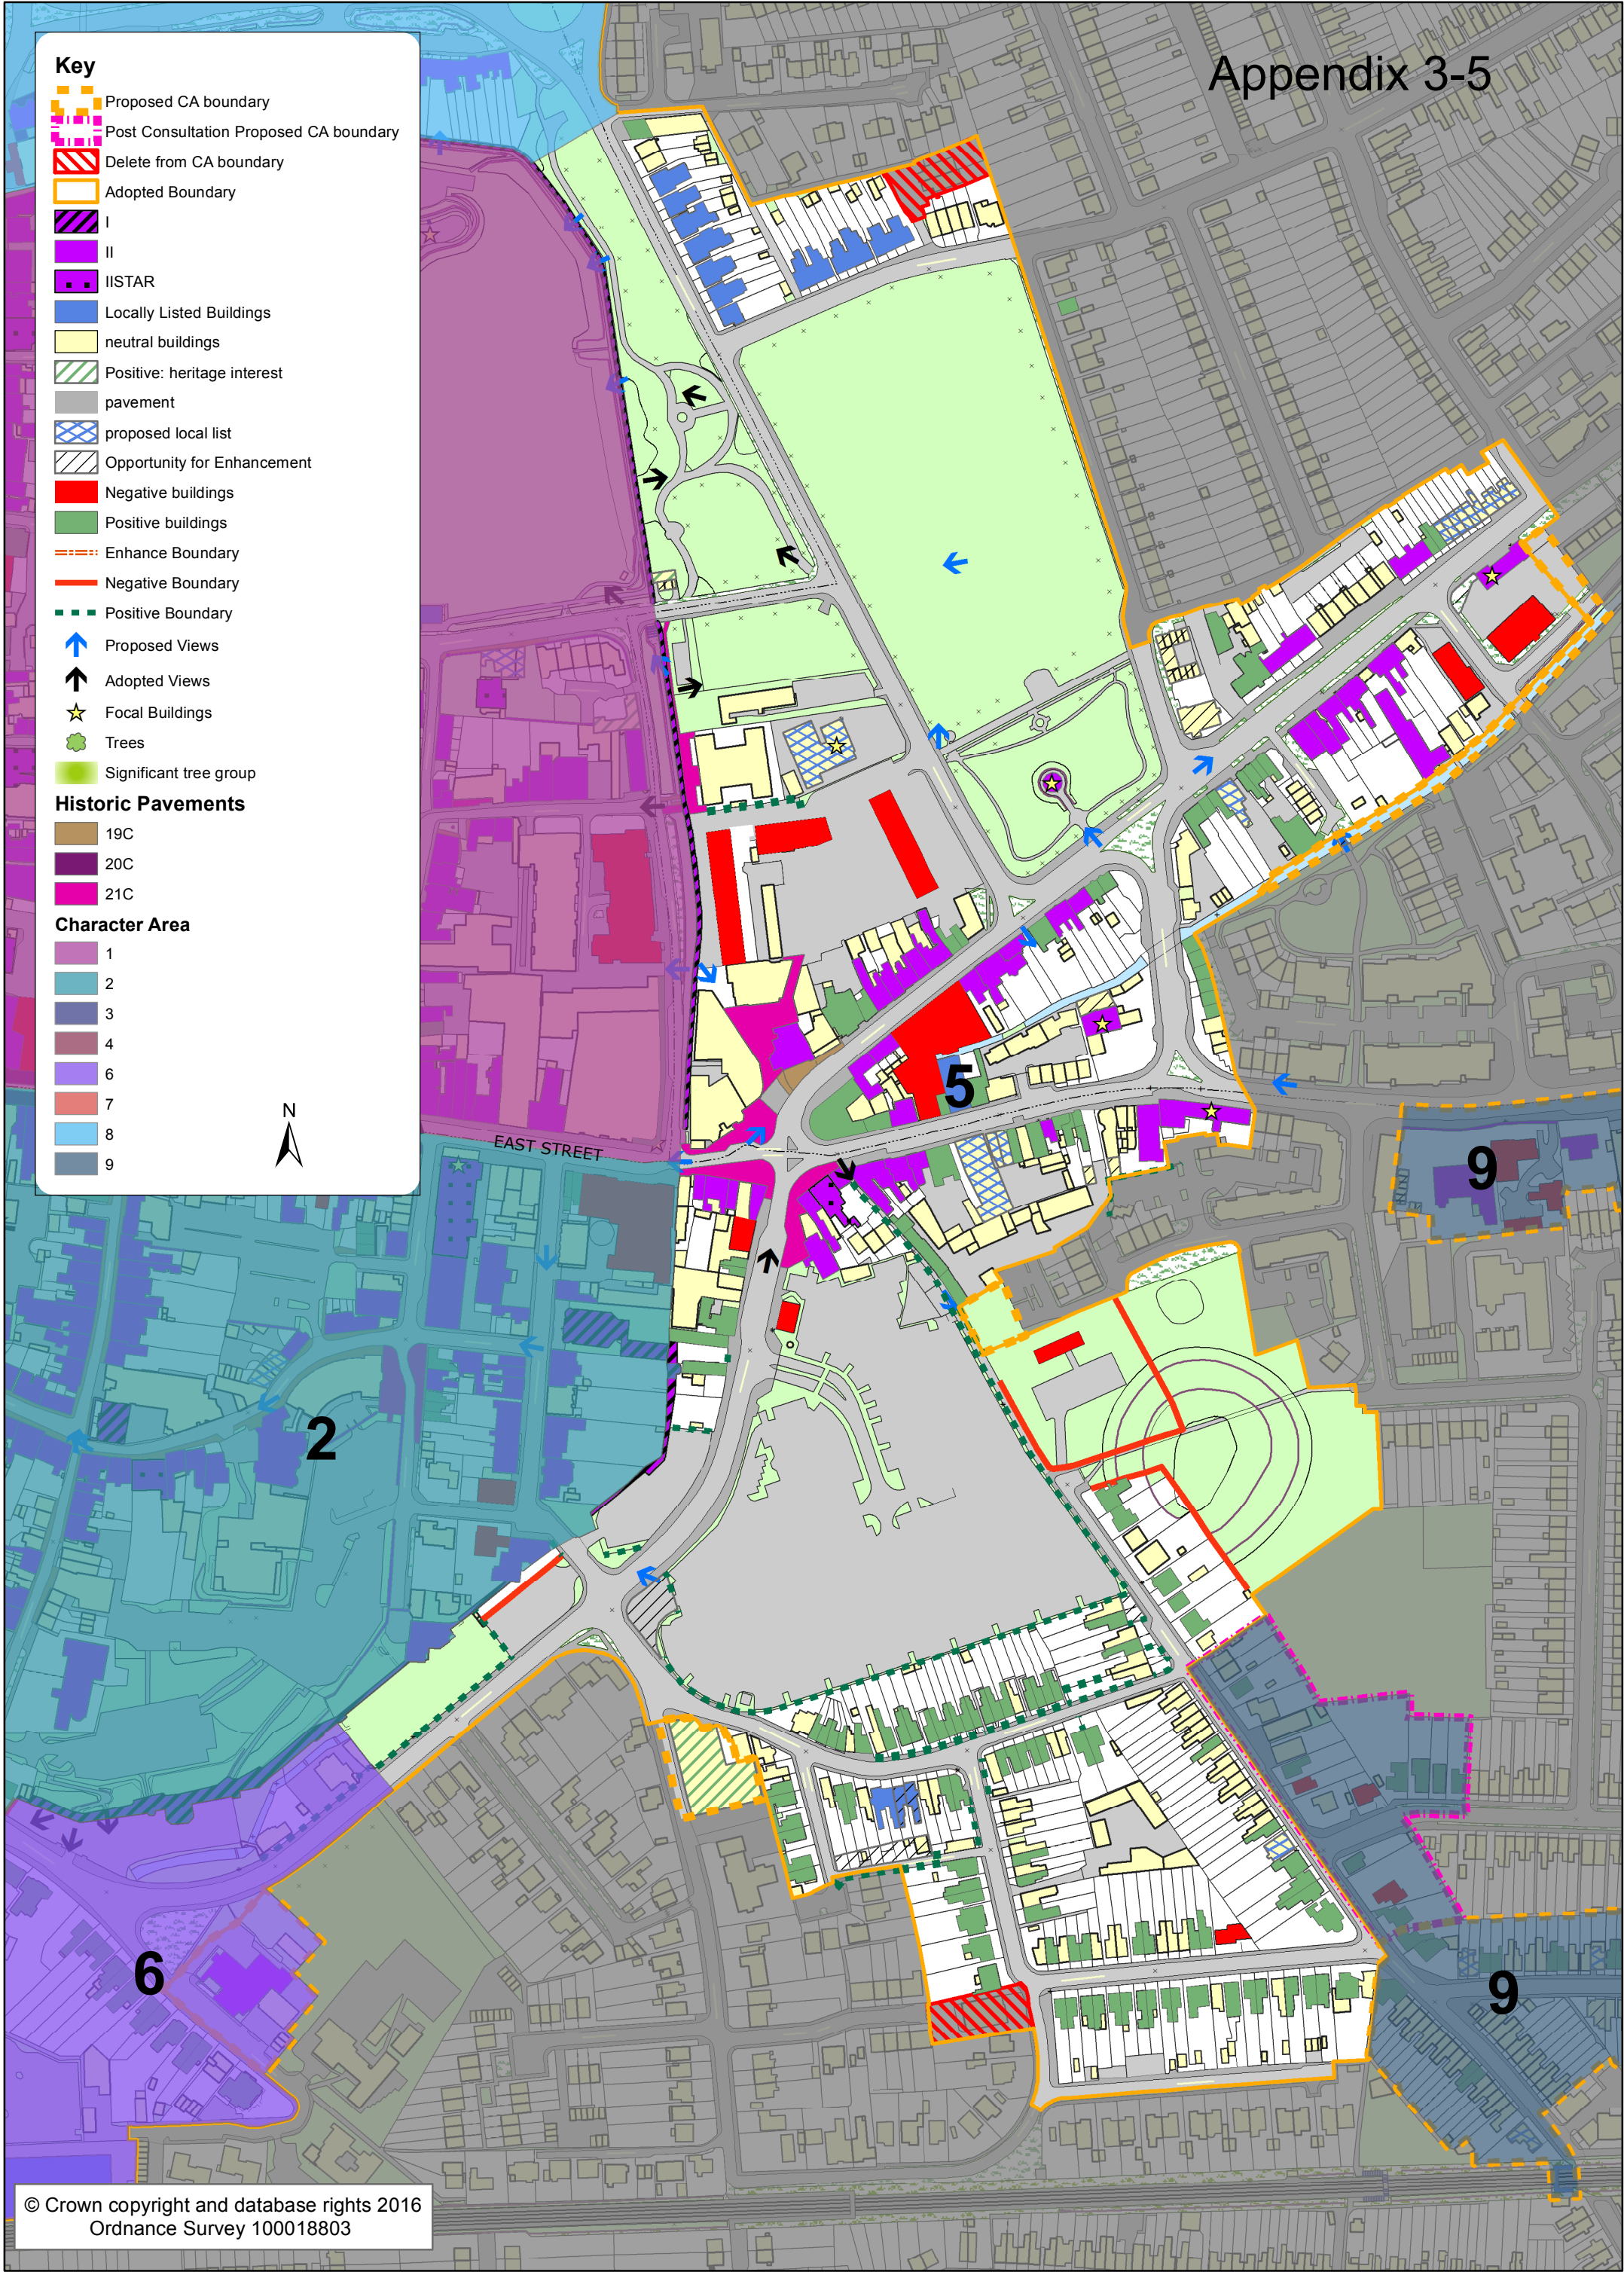 Appendix 3-5
Key
Proposed CA boundary
Post Consultation Proposed CA boundary
Delete from CA boundary
Adopted Boundary
I
II
IISTAR
Locally Listed Buildings
neutral buildings
Positive: heritage interest
pavement
proposed local list
Opportunity for Enhancement
Negative buildings
Positive buildings
Enhance Boundary
Negative Boundary
Positive Boundary
Proposed Views
Adopted Views
Focal Buildings
Trees
Significant tree group
Historic Pavements
19C
20C
21C
Character Area
1
2
3
4
6
7
8
9
N
EAST STREET
5
9
2
6
9
© Crown copyright and database rights 2016
Ordnance Survey 100018803